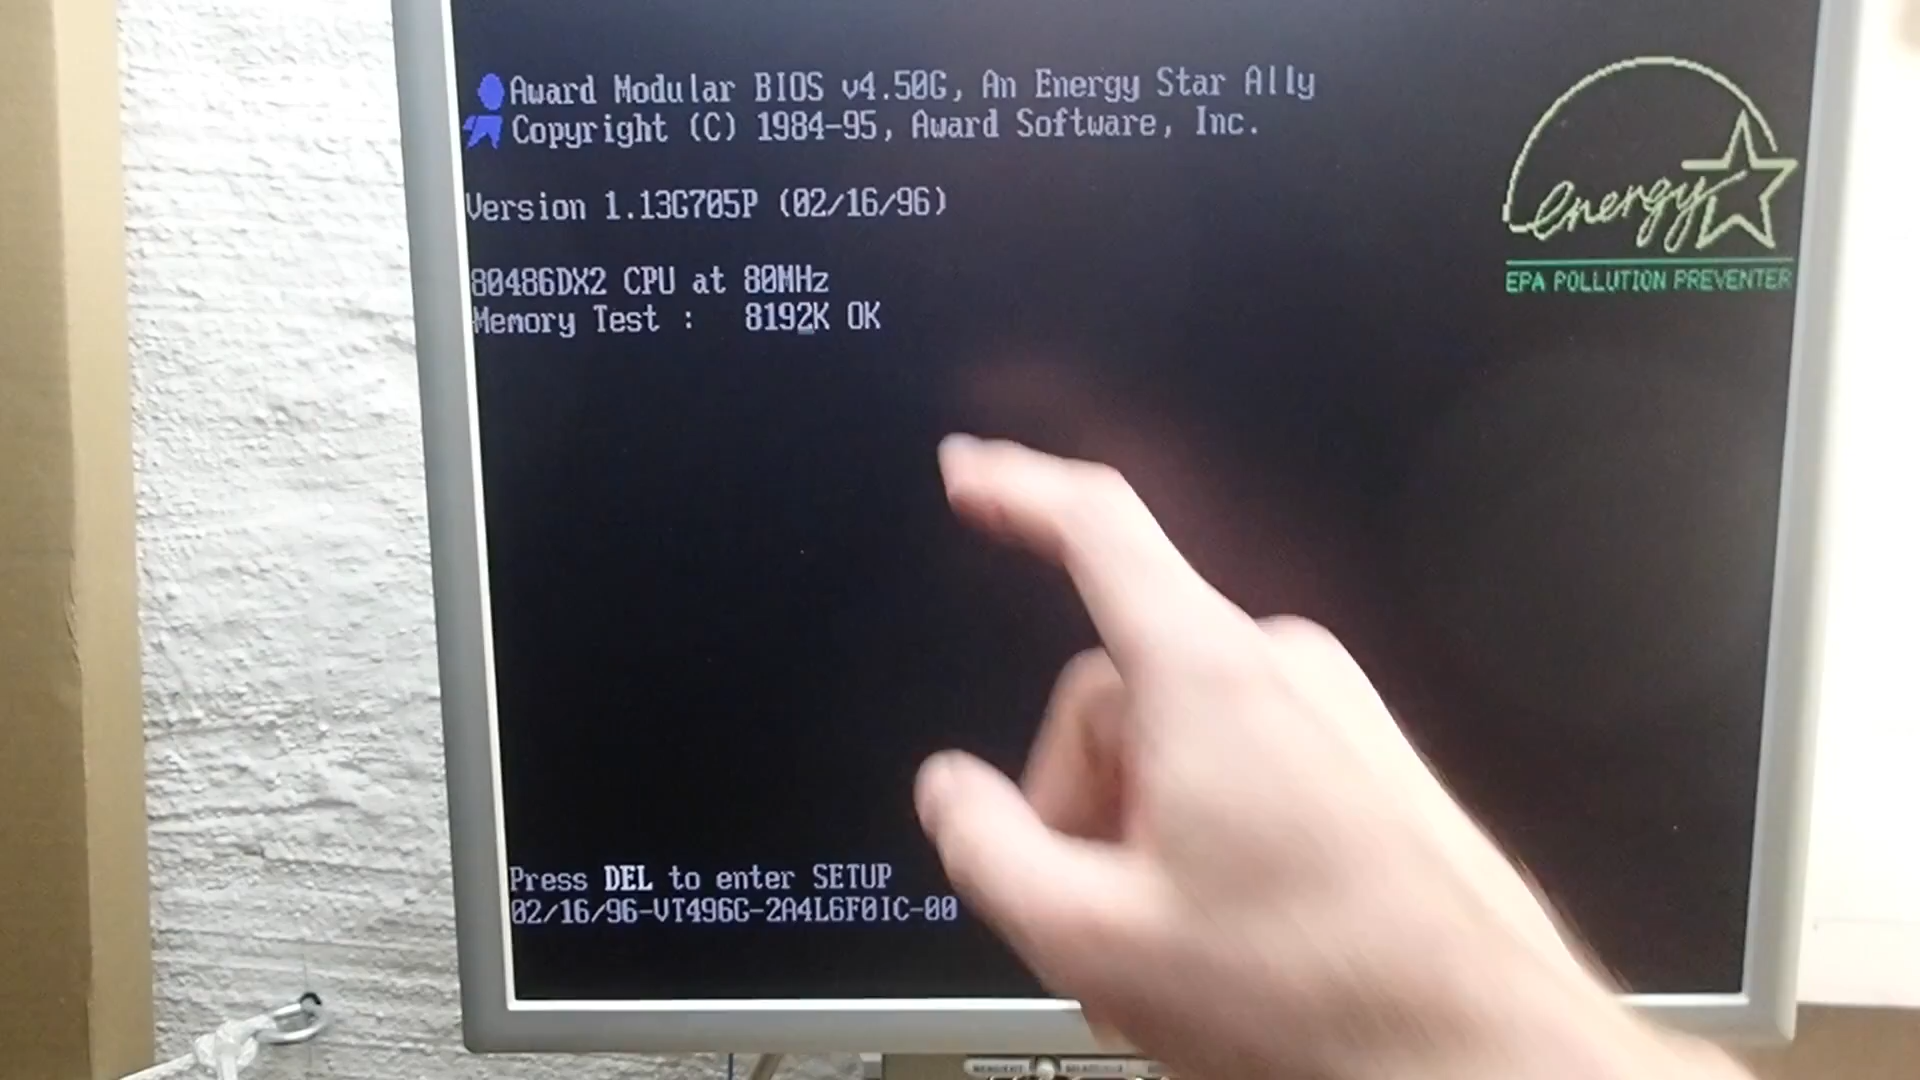 Award Modular BIOS v4.50G, An Energy Star Ally
Copyright (C) 1984-95, Award Software, Inc.
energy
EPA POLLUTION PREVENTER
Version 1.13G705P (02/16/96)
80486DX2 CPU at 80MHz
Memory Test : 8192K OK
Press DEL to enter SETUP
02/16/96-VT496G-2A4L6F0IC-00